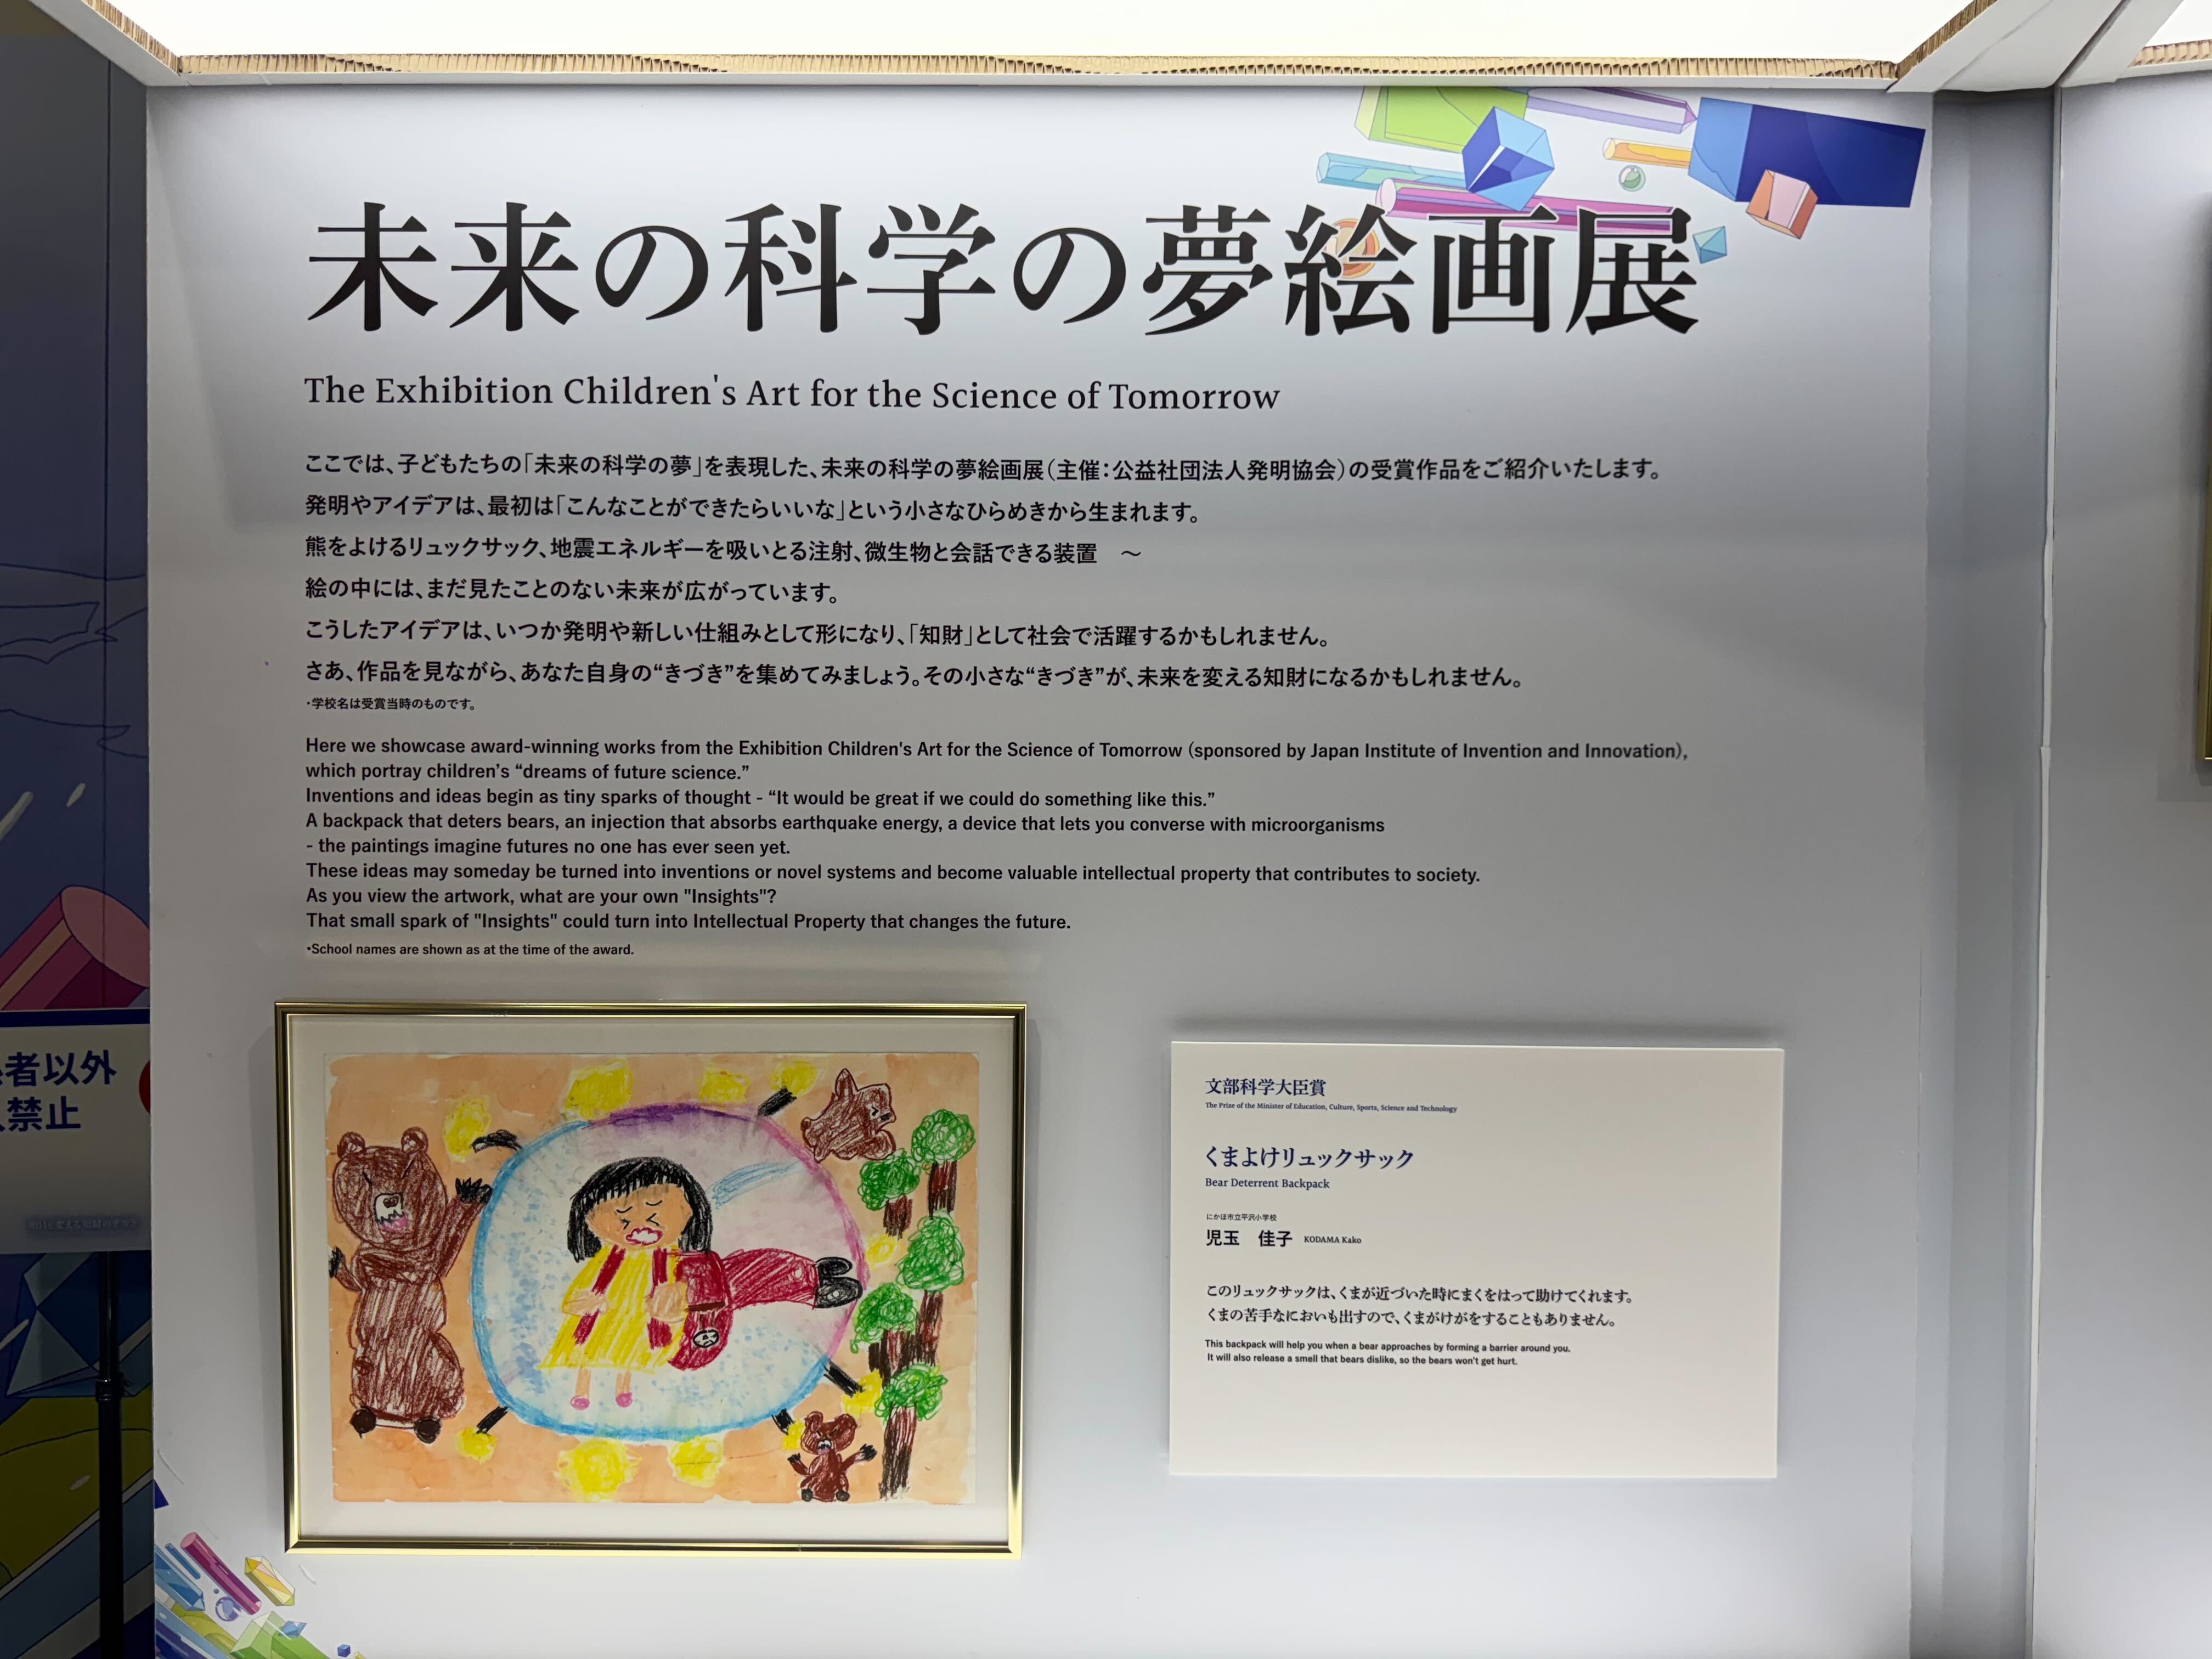 未来の科学の夢絵画展
The Exhibition Children's Art for the Science of Tomorrow
ここでは、子どもたちの「未来の科学の夢」を表現した、未来の科学の夢絵画展（主催：公益社団法人発明協会）の受賞作品をご紹介いたします。
発明やアイデアは、最初は「こんなことができたらいいな」という小さなひらめきから生まれます。
熊をよけるリュックサック、地震エネルギーを吸いとる注射、微生物と会話できる装置　～
絵の中には、まだ見たことのない未来が広がっています。
こうしたアイデアは、いつか発明や新しい仕組みとして形になり、「知財」として社会で活躍するかもしれません。
さあ、作品を見ながら、あなた自身の“きづき”を集めてみましょう。その小さな“きづき”が、未来を変える知財になるかもしれません。
・学校名は受賞当時のものです。
Here we showcase award-winning works from the Exhibition Children's Art for the Science of Tomorrow (sponsored by Japan Institute of Invention and Innovation),
which portray children’s “dreams of future science.”
Inventions and ideas begin as tiny sparks of thought - “It would be great if we could do something like this.”
A backpack that deters bears, an injection that absorbs earthquake energy, a device that lets you converse with microorganisms
- the paintings imagine futures no one has ever seen yet.
These ideas may someday be turned into inventions or novel systems and become valuable intellectual property that contributes to society.
As you view the artwork, what are your own "Insights"?
That small spark of "Insights" could turn into Intellectual Property that changes the future.
•School names are shown as at the time of the award.
者以外
禁止
文部科学大臣賞
The Prize of the Minister of Education, Culture, Sports, Science and Technology
くまよけリュックサック
Bear Deterrent Backpack
にかほ市立平沢小学校
児玉　佳子 KODAMA Kako
このリュックサックは、くまが近づいた時にまくをはって助けてくれます。
くまの苦手なにおいも出すので、くまがけがをすることもありません。
This backpack will help you when a bear approaches by forming a barrier around you.
It will also release a smell that bears dislike, so the bears won't get hurt.